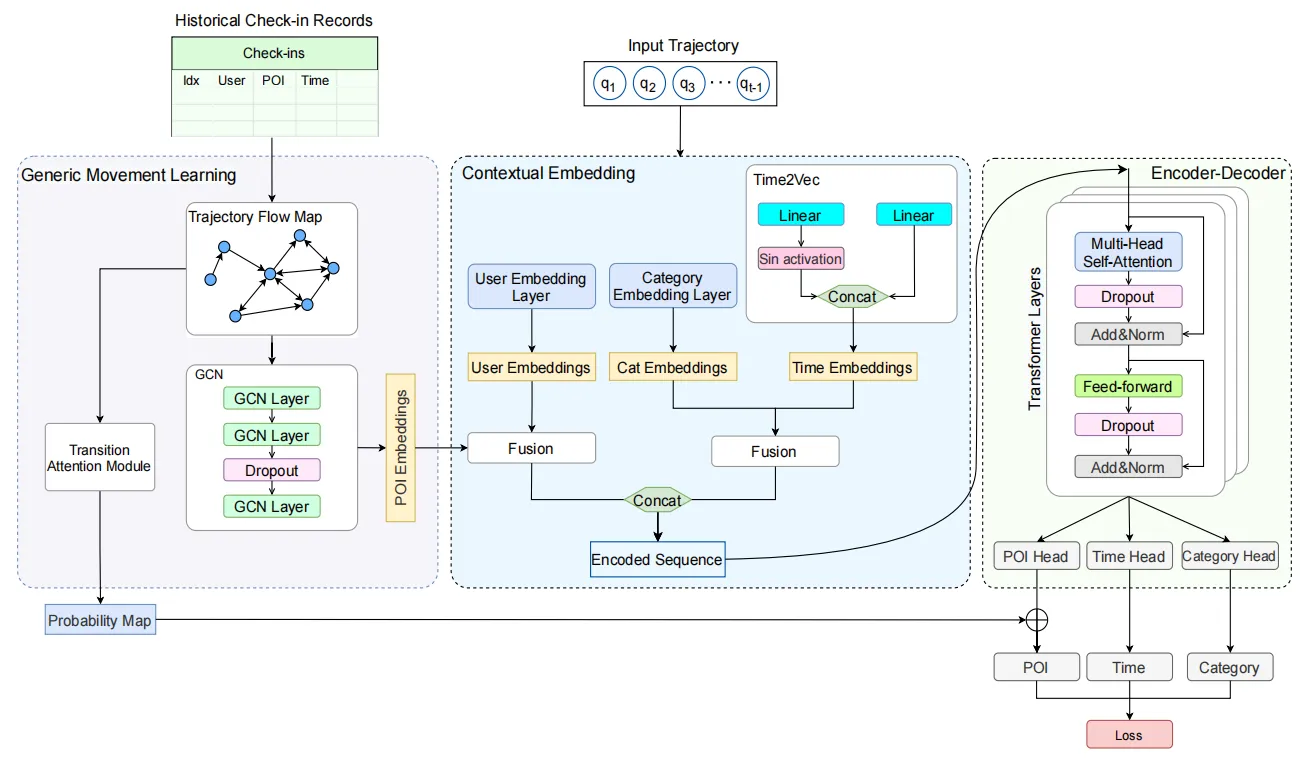 Historical Check-in Records
Check-ins
Idx User POI Time
Input Trajectory
q1 q2 q3 ··· qt-1
Generic Movement Learning
Trajectory Flow Map
GCN
GCN Layer
GCN Layer
Dropout
GCN Layer
Transition
Attention Module
POI Embeddings
Probability Map
Contextual Embedding
Time2Vec
Linear
Linear
Sin activation
Concat
User Embedding
Layer
Category
Embedding Layer
User Embeddings
Cat Embeddings
Time Embeddings
Fusion
Fusion
Concat
Encoded Sequence
Encoder-Decoder
Transformer Layers
Multi-Head
Self-Attention
Dropout
Add&Norm
Feed-forward
Dropout
Add&Norm
POI Head
Time Head
Category Head
POI
Time
Category
Loss